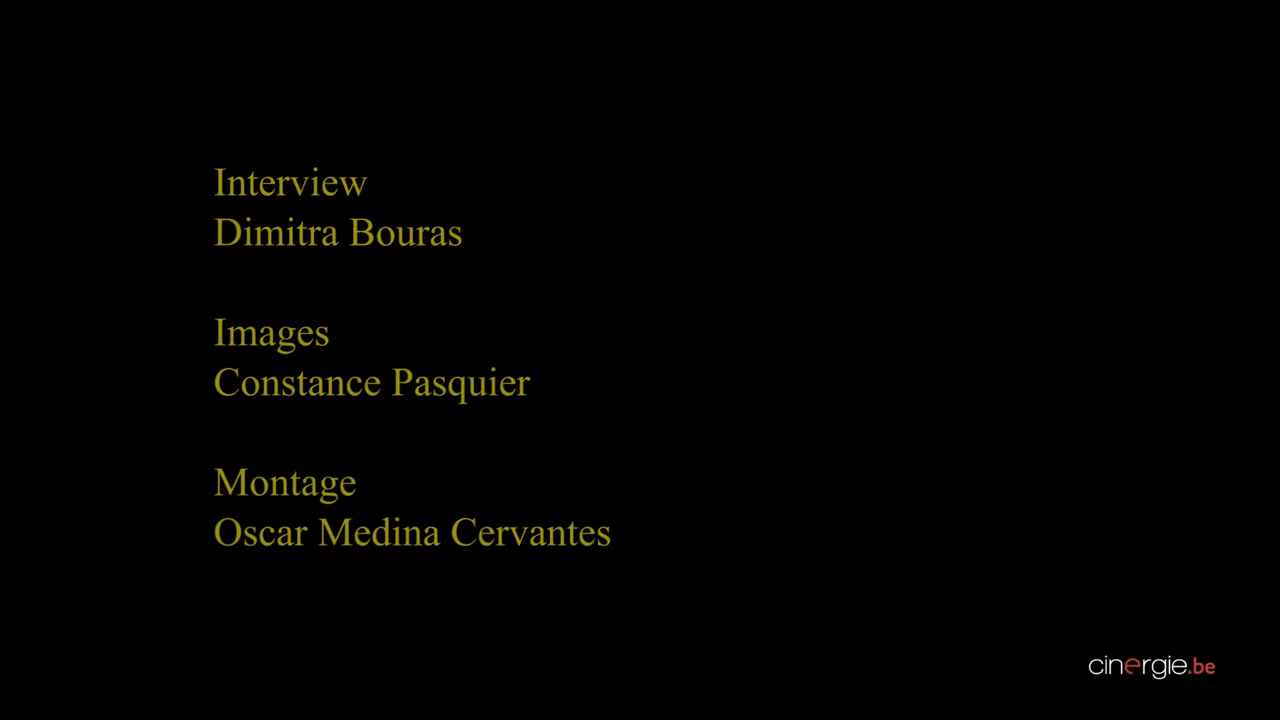 Interview
Dimitra Bouras
Images
Constance Pasquier
Montage
Oscar Medina Cervantes
cinergie.be